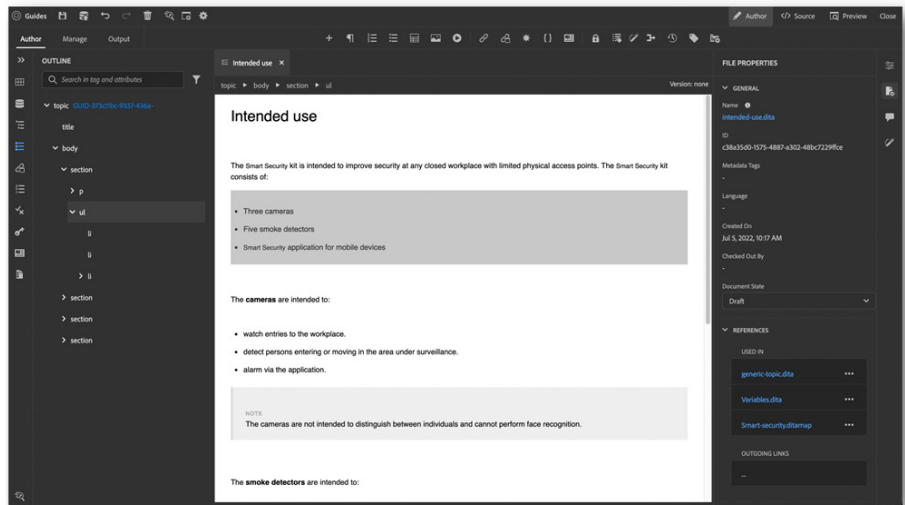 Guides
Author
Source
Preview
Close
Author
Manage
Output
OUTLINE
Search in tag and attributes
topic
title
body
section
p
ul
li
li
li
section
section
section
Intended use
topic ▸ body ▸ section ▸ ul
Version: none
Intended use
The Smart Security kit is intended to improve security at any closed workplace with limited physical access points. The Smart Security kit
consists of:
• Three cameras
• Five smoke detectors
• Smart Security application for mobile devices
The cameras are intended to:
• watch entries to the workplace.
• detect persons entering or moving in the area under surveillance.
• alarm via the application.
NOTE
The cameras are not intended to distinguish between individuals and cannot perform face recognition.
The smoke detectors are intended to:
FILE PROPERTIES
GENERAL
Name
intended-use.dita
ID
c38a35d0-1575-4887-a302-48bc7229ffce
Metadata Tags
-
Language
-
Created On
Jul 5, 2022, 10:17 AM
Checked Out By
-
Document State
Draft
REFERENCES
USED IN
generic-topic.dita
Variables.dita
Smart-security.ditamap
OUTGOING LINKS
--